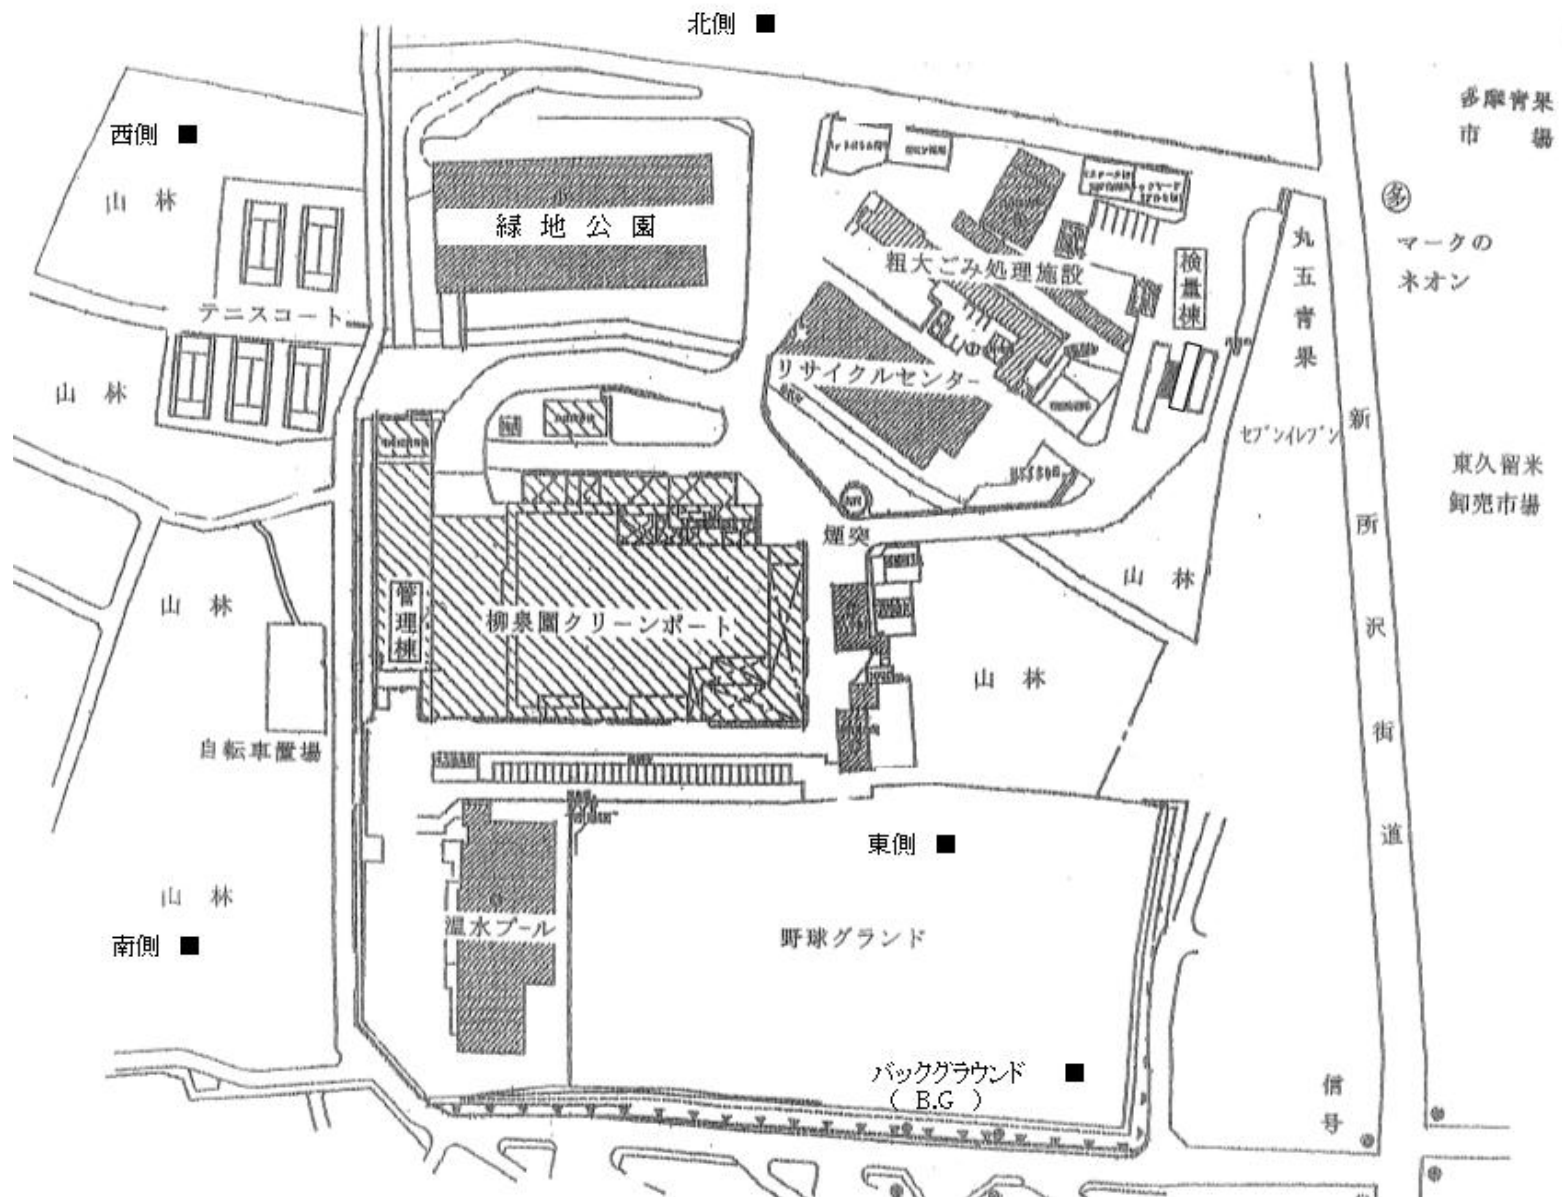 北側 ■
多摩青果
市場
西側 ■
山林
緑地公園
多
マークの
ネオン
丸五青果
検量棟
粗大ごみ処理施設
テニスコート
リサイクルセンター
山林
新所沢街道
セブンイレブン
東久留米
卸売市場
煙突
山林
山林
管理棟
柳泉園クリーンポート
山林
自転車置場
東側 ■
山林
温水プール
野球グランド
南側 ■
バックグラウンド ■
( B.G )
信号